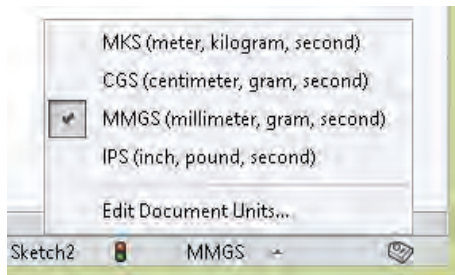 MKS (meter, kilogram, second)
CGS (centimeter, gram, second)
MMGS (millimeter, gram, second)
IPS (inch, pound, second)
Edit Document Units...
Sketch2 MMGS